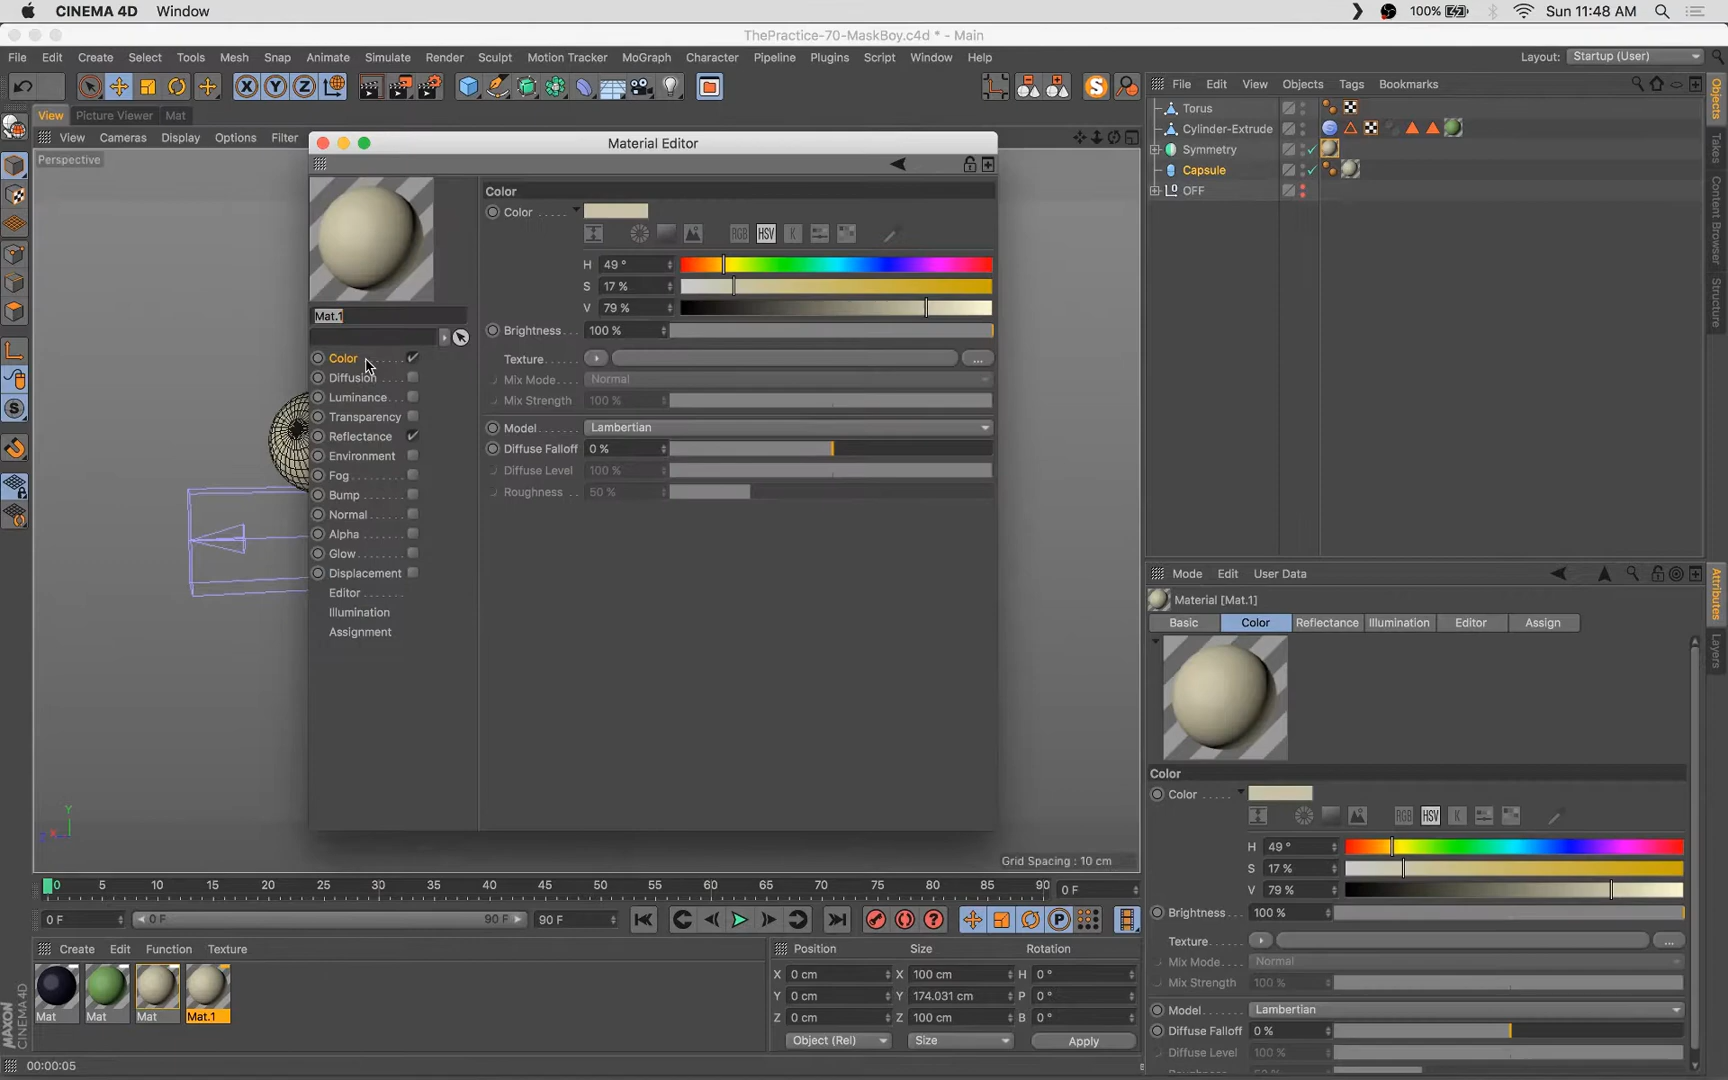 CINEMA 4D Window
100% Sun 11:48 AM
ThePractice-70-MaskBoy.c4d * - Main
File Edit Create Select Tools Mesh Snap Animate Simulate Render Sculpt Motion Tracker MoGraph Character Pipeline Plugins Script Window Help
Layout: Startup (User)
X Y Z
File Edit View Objects Tags Bookmarks
View Picture Viewer Mat
View Cameras Display Options Filter
Perspective
Material Editor
Torus
Cylinder-Extrude
Symmetry
Capsule
OFF
Objects
Takes
Content Browser
Structure
Color
Color
RGB HSV K
H 49 °
S 17 %
V 79 %
Brightness 100 %
Texture ...
Mix Mode Normal
Mix Strength 100 %
Model Lambertian
Diffuse Falloff 0 %
Diffuse Level 100 %
Roughness 50 %
Mat.1
Color
Diffusion
Luminance
Transparency
Reflectance
Environment
Fog
Bump
Normal
Alpha
Glow
Displacement
Editor
Illumination
Assignment
Y
X
Grid Spacing : 10 cm
Mode Edit User Data
Material [Mat.1]
Basic Color Reflectance Illumination Editor Assign
Attributes
Layers
Color
Color
RGB HSV K
H 49 °
S 17 %
V 79 %
Brightness 100 %
Texture ...
Mix Mode Normal
Mix Strength 100 %
Model Lambertian
Diffuse Falloff 0 %
Diffuse Level 100 %
0 5 10 15 20 25 30 35 40 45 50 55 60 65 70 75 80 85 90 0 F
0 F 0 F 90 F 90 F
Create Edit Function Texture
Mat Mat Mat Mat.1
Position Size Rotation
X 0 cm X 100 cm H 0 °
Y 0 cm Y 174.031 cm P 0 °
Z 0 cm Z 100 cm B 0 °
Object (Rel) Size Apply
MAXON
CINEMA 4D
00:00:05